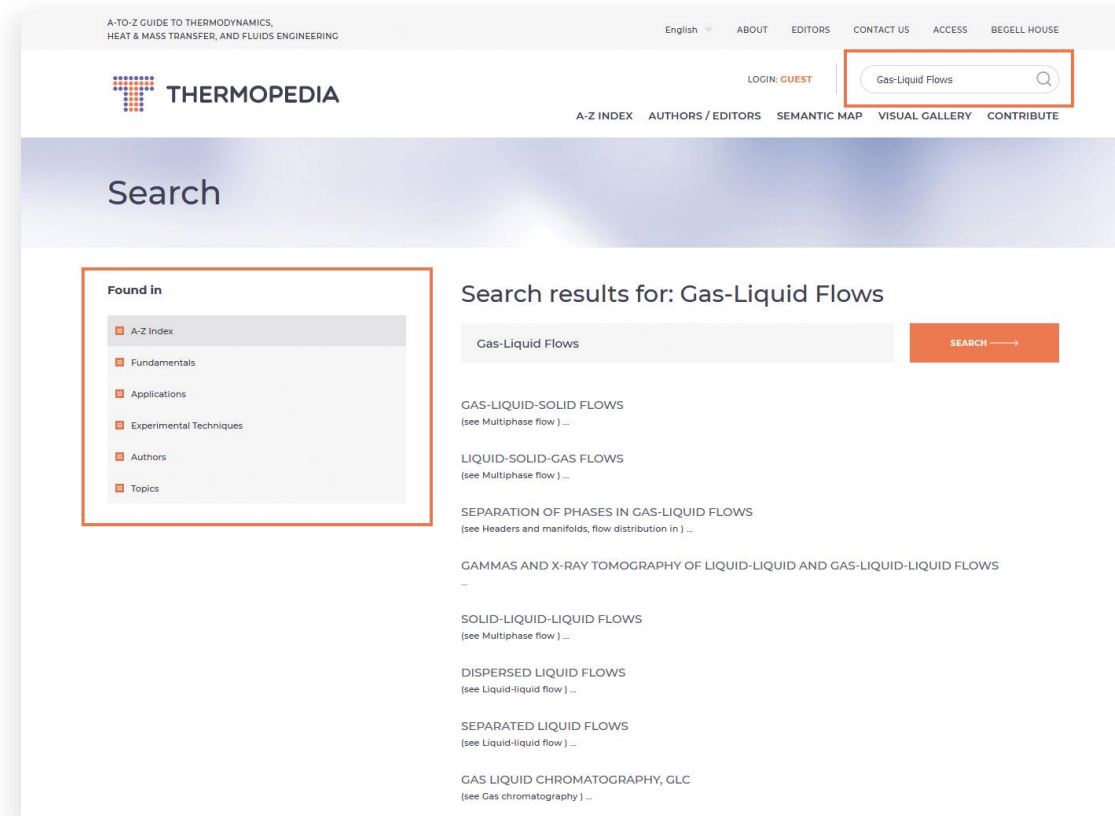 A-TO-Z GUIDE TO THERMODYNAMICS,
HEAT & MASS TRANSFER, AND FLUIDS ENGINEERING
English ABOUT EDITORS CONTACT US ACCESS BEGELL HOUSE
THERMOPEDIA
LOGIN: GUEST
Gas-Liquid Flows
A-Z INDEX AUTHORS / EDITORS SEMANTIC MAP VISUAL GALLERY CONTRIBUTE
Search
Found in
A-Z Index
Fundamentals
Applications
Experimental Techniques
Authors
Topics
Search results for: Gas-Liquid Flows
Gas-Liquid Flows
SEARCH
GAS-LIQUID-SOLID FLOWS
(see Multiphase flow ) ...
LIQUID-SOLID-GAS FLOWS
(see Multiphase flow ) ...
SEPARATION OF PHASES IN GAS-LIQUID FLOWS
(see Headers and manifolds, flow distribution in ) ...
GAMMAS AND X-RAY TOMOGRAPHY OF LIQUID-LIQUID AND GAS-LIQUID-LIQUID FLOWS
...
SOLID-LIQUID-LIQUID FLOWS
(see Multiphase flow ) ...
DISPERSED LIQUID FLOWS
(see Liquid-liquid flow ) ...
SEPARATED LIQUID FLOWS
(see Liquid-liquid flow ) ...
GAS LIQUID CHROMATOGRAPHY, GLC
(see Gas chromatography ) ...